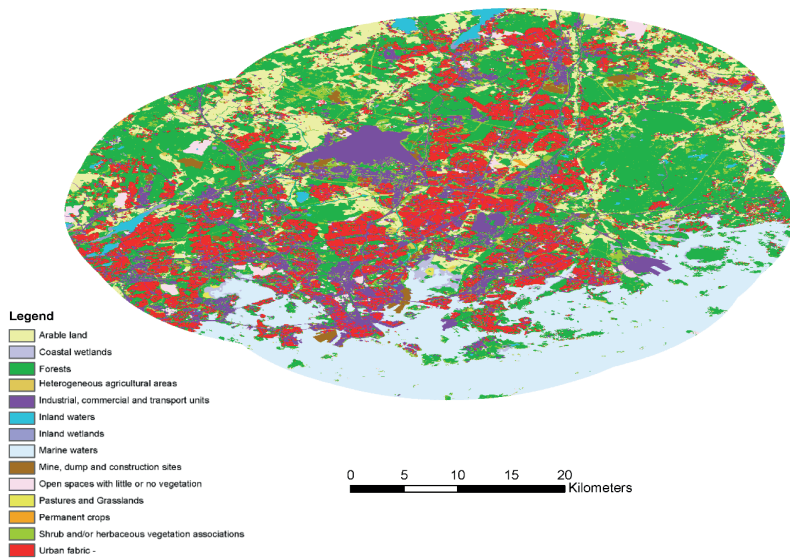 Legend
Arable land
Coastal wetlands
Forests
Heterogeneous agricultural areas
Industrial, commercial and transport units
Inland waters
Inland wetlands
Marine waters
Mine, dump and construction sites
Open spaces with little or no vegetation
Pastures and Grasslands
Permanent crops
Shrub and/or herbaceous vegetation associations
Urban fabric -
0 5 10 15 20
Kilometers